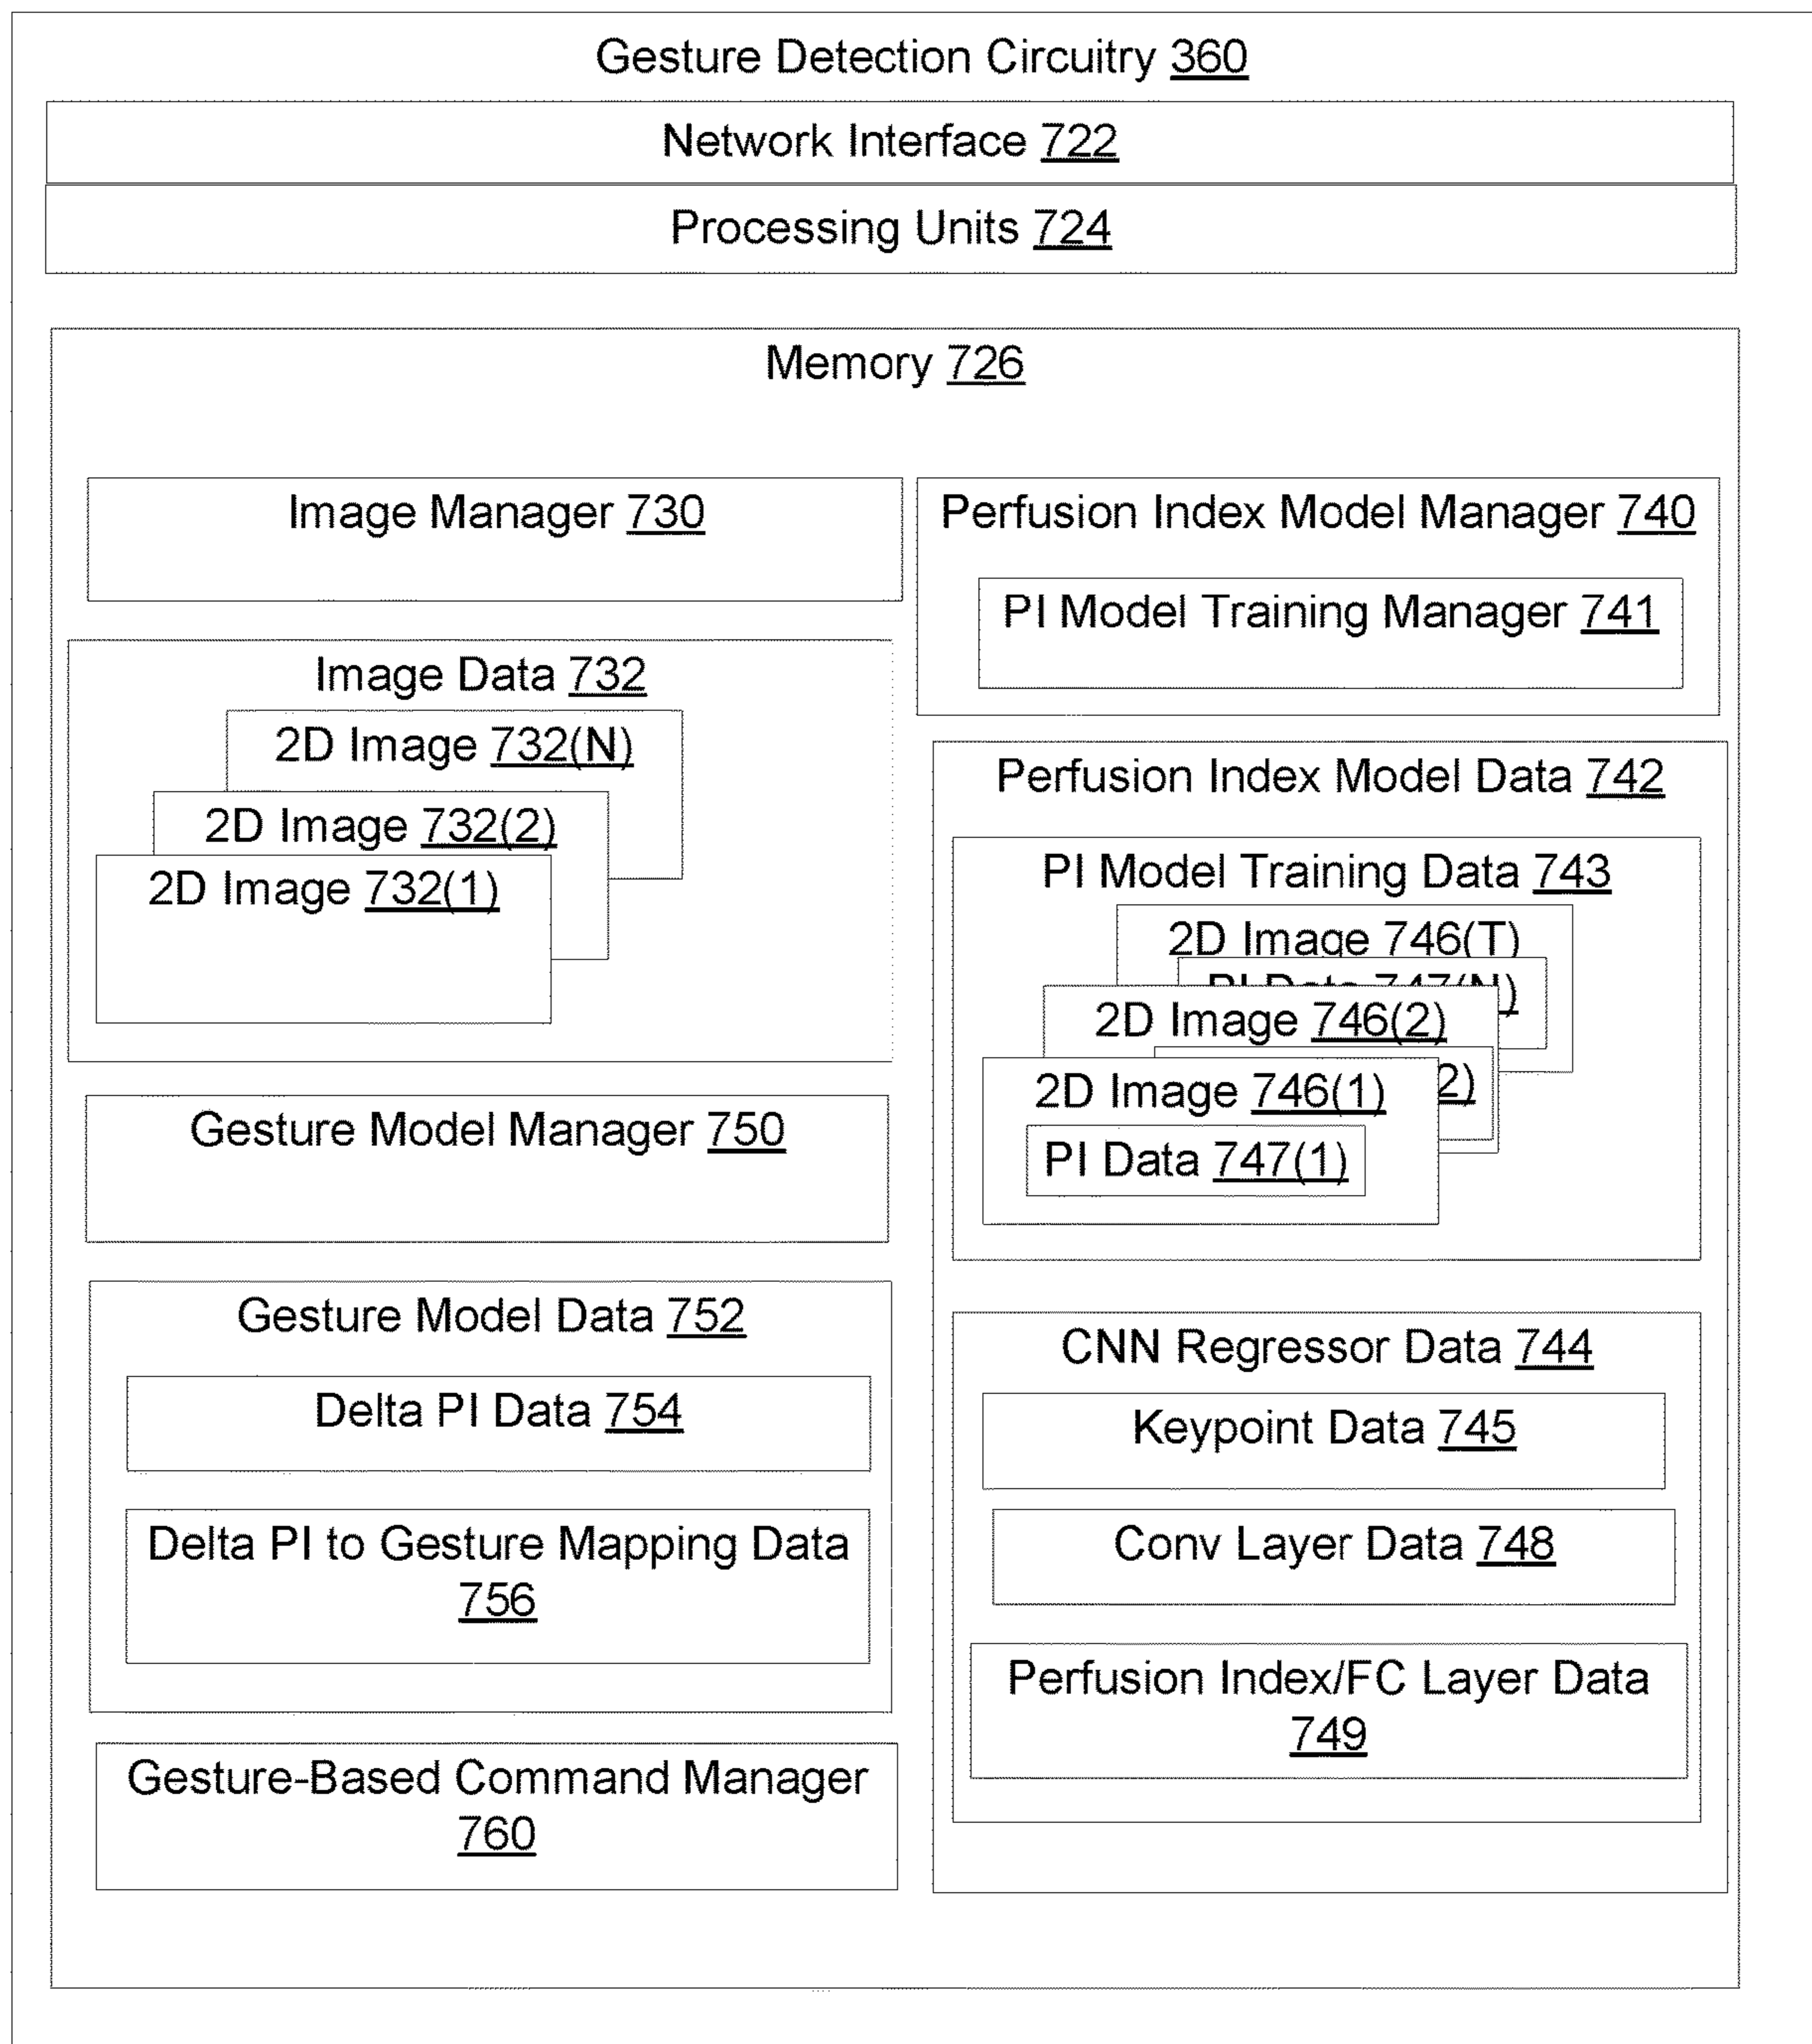 Gesture Detection Circuitry 360
Network Interface 722
Processing Units 724
Memory 726
Image Manager 730
Image Data 732
2D Image 732(N)
2D Image 732(2)
2D Image 732(1)
Gesture Model Manager 750
Gesture Model Data 752
Delta PI Data 754
Delta PI to Gesture Mapping Data
756
Gesture-Based Command Manager
760
Perfusion Index Model Manager 740
PI Model Training Manager 741
Perfusion Index Model Data 742
PI Model Training Data 743
2D Image 746(T)
PI Data 747(N)
2D Image 746(2)
2)
2D Image 746(1)
PI Data 747(1)
CNN Regressor Data 744
Keypoint Data 745
Conv Layer Data 748
Perfusion Index/FC Layer Data
749